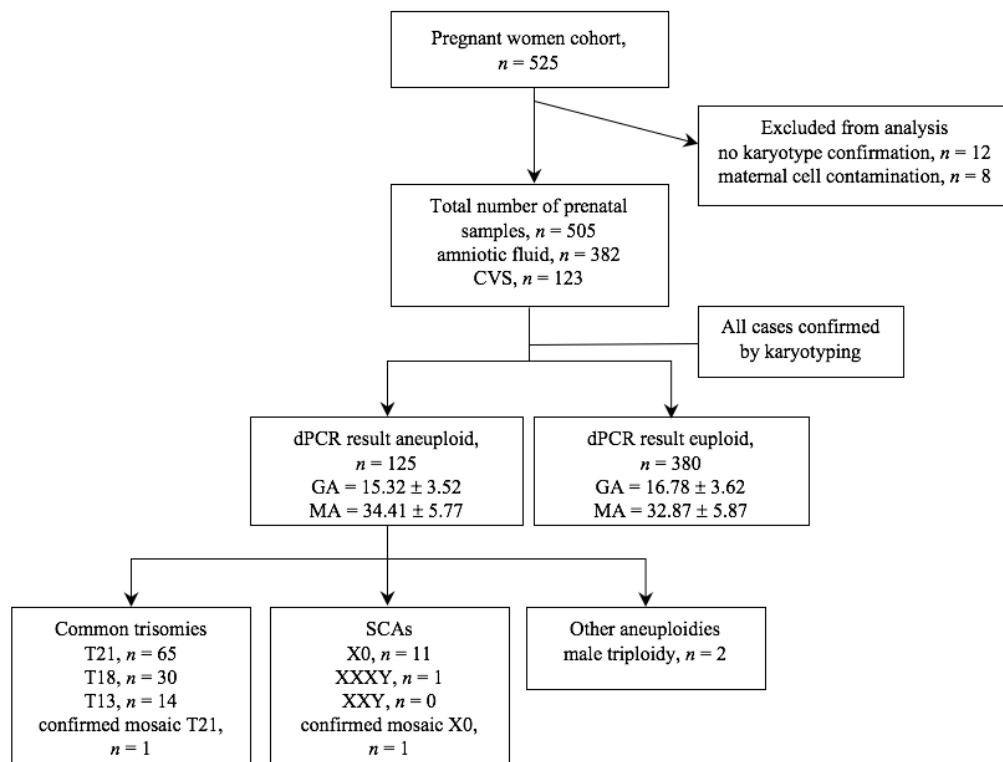 Pregnant women cohort,
n = 525
Excluded from analysis
no karyotype confirmation, n = 12
maternal cell contamination, n = 8
Total number of prenatal
samples, n = 505
amniotic fluid, n = 382
CVS, n = 123
All cases confirmed
by karyotyping
dPCR result aneuploid,
n = 125
GA = 15.32 ± 3.52
MA = 34.41 ± 5.77
dPCR result euploid,
n = 380
GA = 16.78 ± 3.62
MA = 32.87 ± 5.87
Common trisomies
T21, n = 65
T18, n = 30
T13, n = 14
confirmed mosaic T21,
n = 1
SCAs
X0, n = 11
XXXY, n = 1
XXY, n = 0
confirmed mosaic X0,
n = 1
Other aneuploidies
male triploidy, n = 2